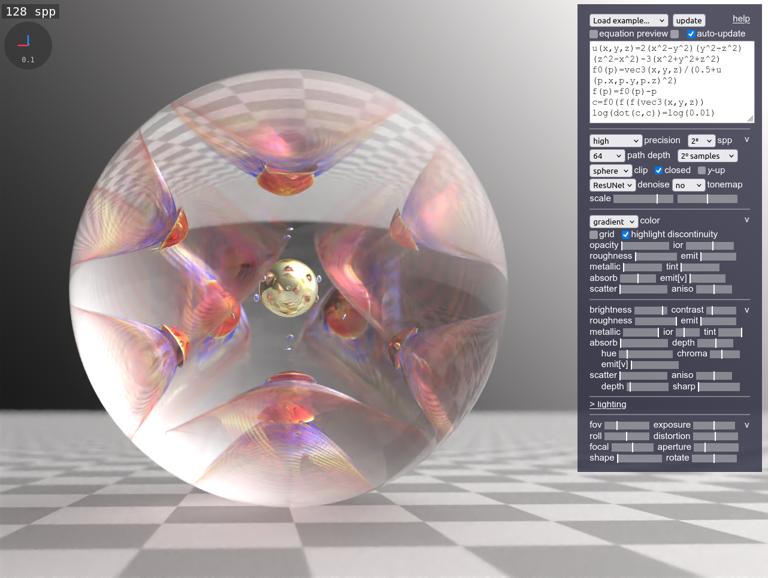 128 spp
0.1
Load example... update help
equation preview auto-update
u(x,y,z)=2(x^2-y^2)(y^2-z^2)
(z^2-x^2)-3(x^2+y^2+z^2)
f0(p)=vec3(x,y,z)/(0.5+u
(p.x,p.y,p.z)^2)
f(p)=f0(p)-p
c=f0(f(f(vec3(x,y,z))
log(dot(c,c))=log(0.01)
high precision 2⁸ spp v
64 path depth 2⁰ samples
sphere clip closed y-up
ResUNet denoise no tonemap
scale
gradient color v
grid highlight discontinuity
opacity ior
roughness emit
metallic tint
absorb emit[v]
scatter aniso
brightness contrast v
roughness emit
metallic ior tint
absorb depth
hue chroma
emit[v]
scatter aniso
depth sharp
> lighting
fov exposure v
roll distortion
focal aperture
shape rotate